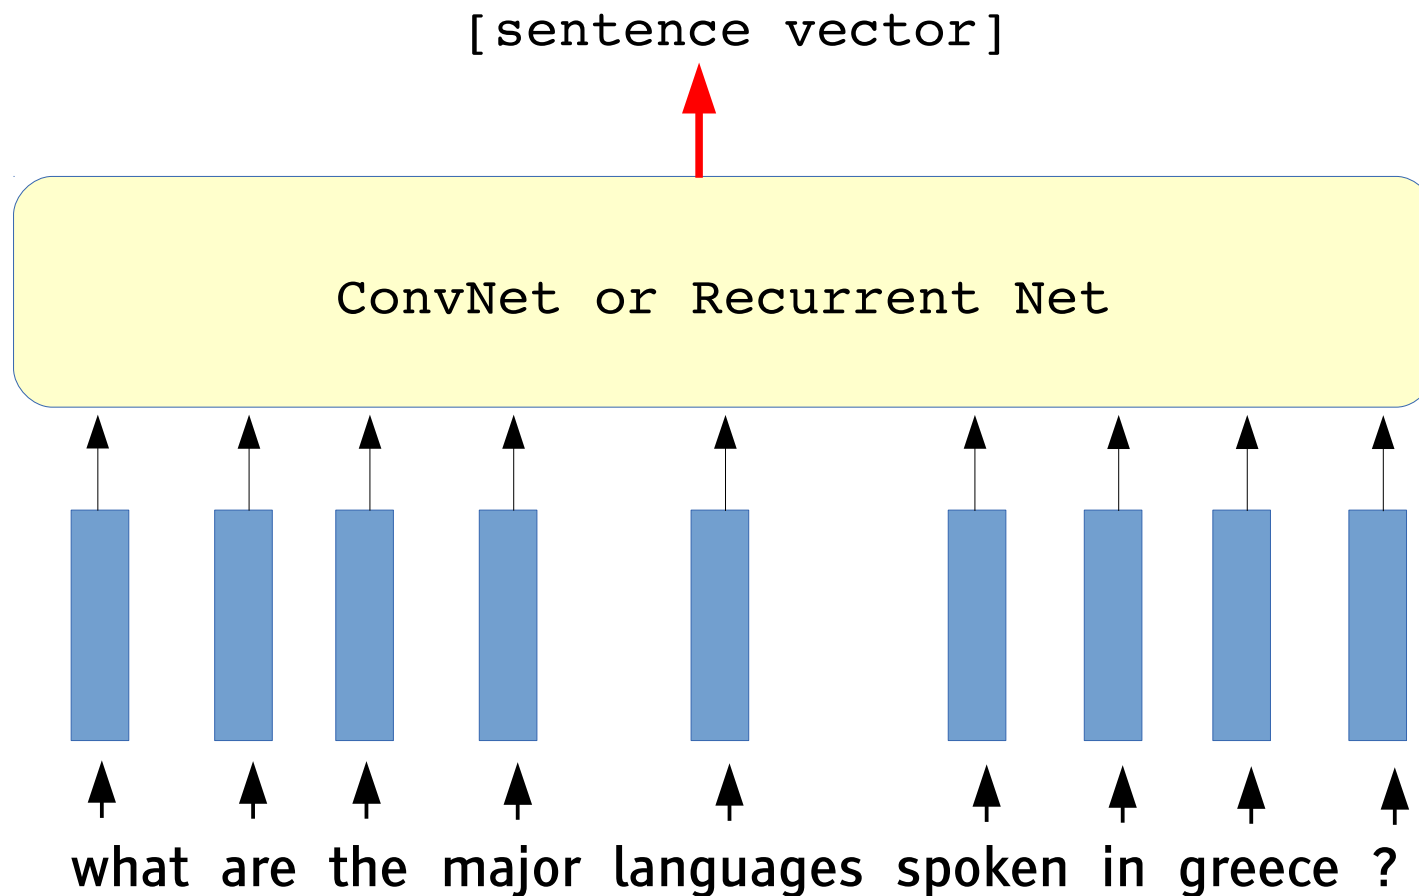 [sentence vector]
ConvNet or Recurrent Net
what are the major languages spoken in greece ?